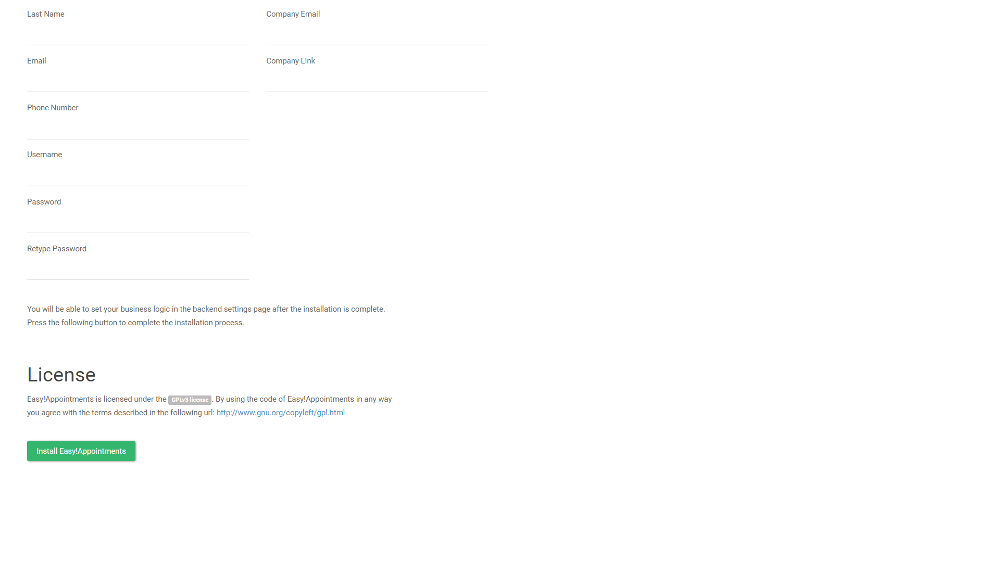 Last Name
Company Email
Email
Company Link
Phone Number
Username
Password
Retype Password
You will be able to set your business logic in the backend settings page after the installation is complete.
Press the following button to complete the installation process.
License
Easy!Appointments is licensed under the GPLv3 license. By using the code of Easy!Appointments in any way
you agree with the terms described in the following url: http://www.gnu.org/copyleft/gpl.html
Install Easy!Appointments